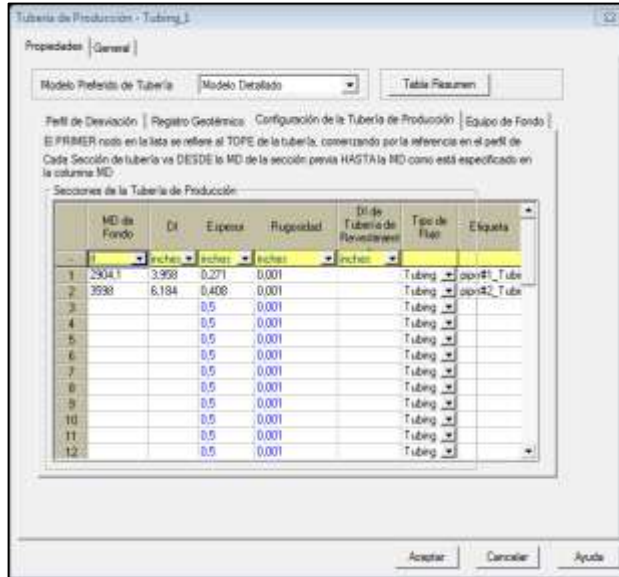 Tubería de Producción - Tubing_1
Propiedades General
Modelo Preferido de Tubería Modelo Detallado Tabla Resumen
Perfil de Desviación Registro Geotérmico Configuración de la Tubería de Producción Equipo de Fondo
El PRIMER nodo en la lista se refiere al TOPE de la tubería, comenzando por la referencia en el perfil de
Cada Sección de tubería va DESDE la MD de la sección previa HASTA la MD como está especificado en
la columna MD
Secciones de la Tubería de Producción
MD de Fondo DI Espesor Rugosidad DI de Tubería de Revestimiento Tipo de Flujo Etiqueta
ft inches inches inches inches
1 2904,1 3,958 0,271 0,001 Tubing pipe#1_Tube
2 3598 6,184 0,408 0,001 Tubing pipe#2_Tube
3 0,5 0,001 Tubing
4 0,5 0,001 Tubing
5 0,5 0,001 Tubing
6 0,5 0,001 Tubing
7 0,5 0,001 Tubing
8 0,5 0,001 Tubing
9 0,5 0,001 Tubing
10 0,5 0,001 Tubing
11 0,5 0,001 Tubing
12 0,5 0,001 Tubing
Aceptar Cancelar Ayuda